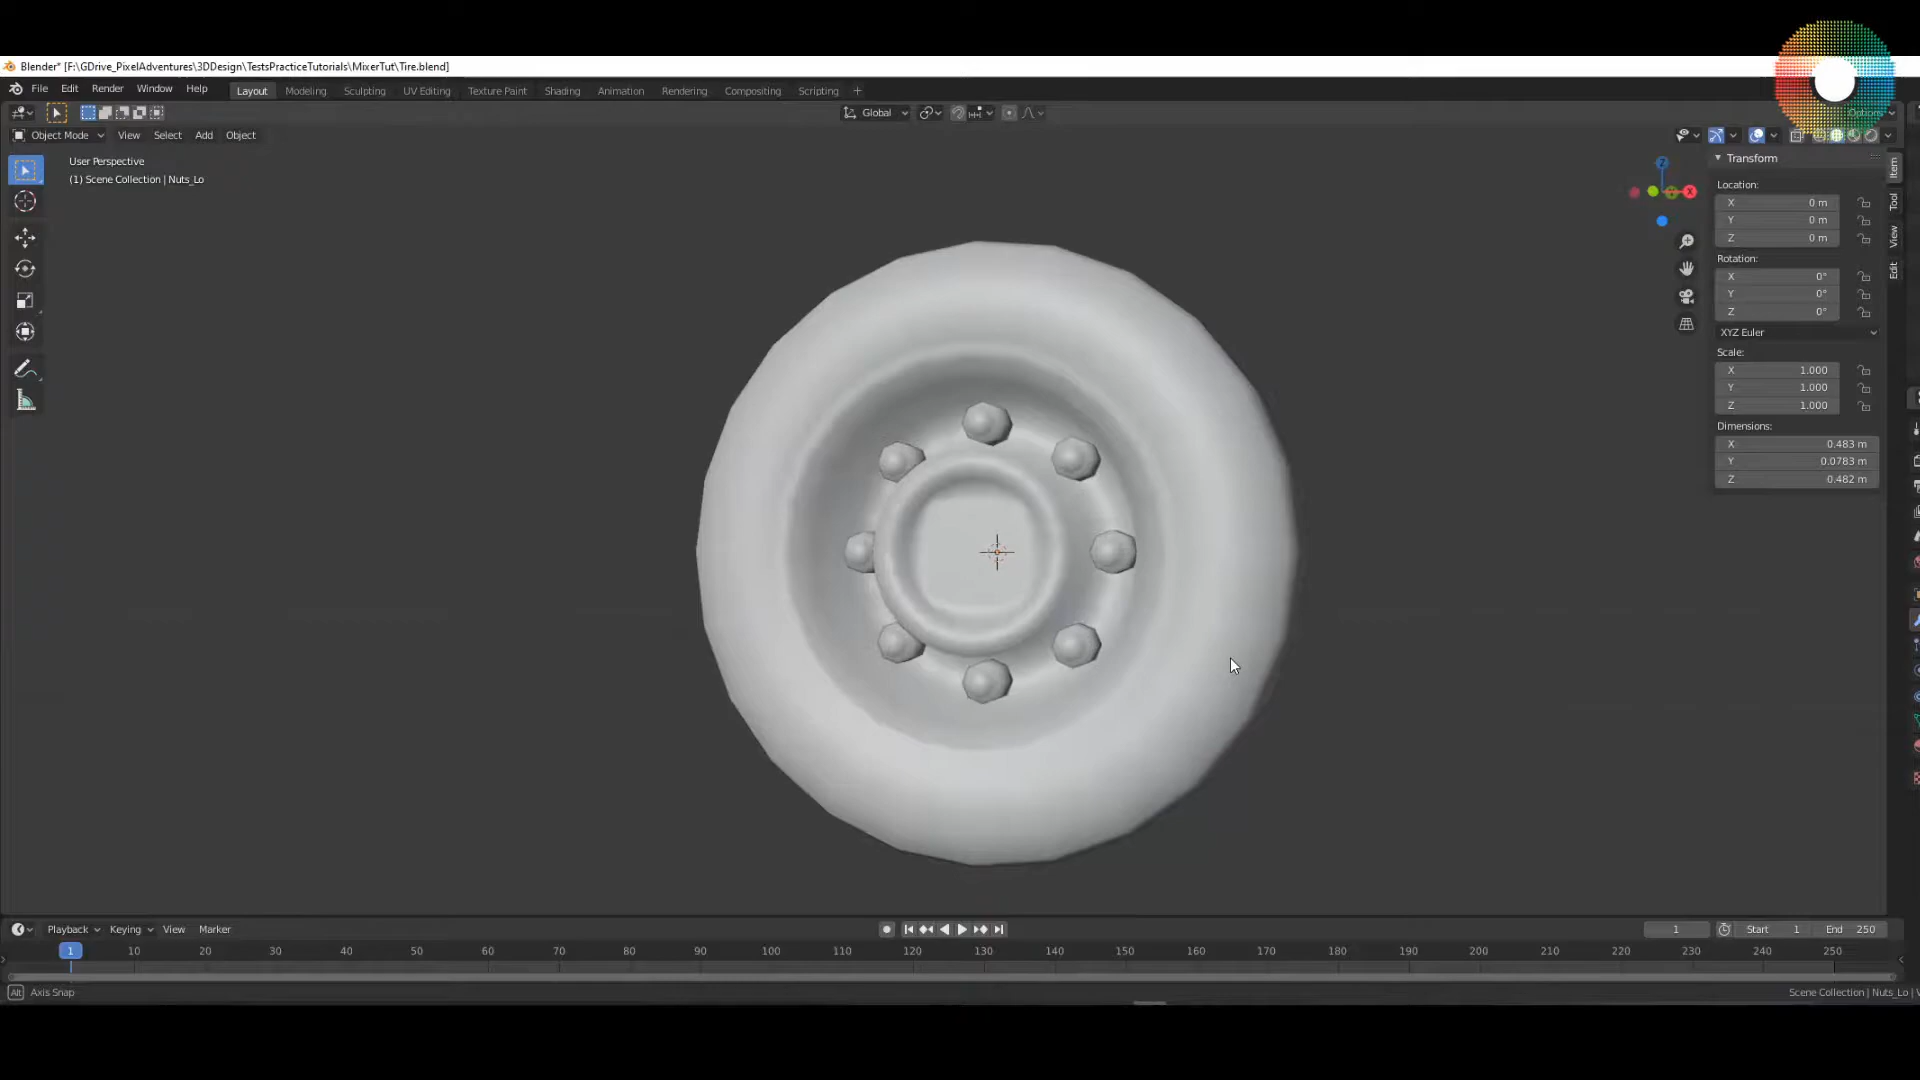 Blender* [F:\GDrive_PixelAdventures\3DDesign\TestsPracticeTutorials\MixerTut\Tire.blend]
File Edit Render Window Help Layout Modeling Sculpting UV Editing Texture Paint Shading Animation Rendering Compositing Scripting +
Global Options
Object Mode View Select Add Object
User Perspective
(1) Scene Collection | Nuts_Lo
Z
X
Transform
Location:
X 0 m
Y 0 m
Z 0 m
Rotation:
X 0°
Y 0°
Z 0°
XYZ Euler
Scale:
X 1.000
Y 1.000
Z 1.000
Dimensions:
X 0.483 m
Y 0.0783 m
Z 0.482 m
Item
Tool
View
Edit
Playback Keying View Marker 1 Start 1 End 250
1 10 20 30 40 50 60 70 80 90 100 110 120 130 140 150 160 170 180 190 200 210 220 230 240 250
Alt Axis Snap Scene Collection | Nuts_Lo |